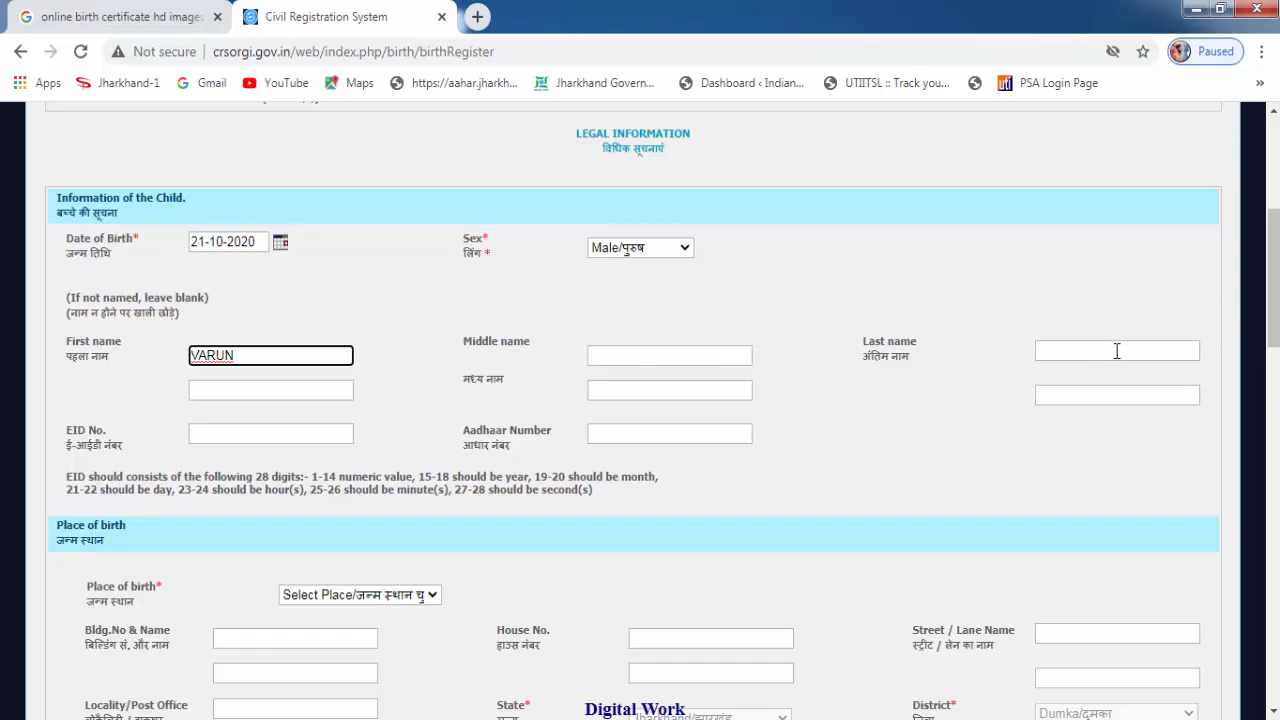 online birth certificate hd images
Civil Registration System
Not secure
crsorgi.gov.in/web/index.php/birth/birthRegister
Paused
Apps
Jharkhand-1
Gmail
YouTube
Maps
https://aahar.jharkh...
Jharkhand Govern...
Dashboard ‹ Indian...
UTIITSL :: Track you...
PSA Login Page
»
LEGAL INFORMATION
विधिक सूचनाएं
Information of the Child.
बच्चे की सूचना
Date of Birth*
जन्म तिथि
21-10-2020
Sex*
लिंग *
Male/पुरुष
(If not named, leave blank)
(नाम न होने पर खाली छोड़े)
First name
पहला नाम
VARUN
Middle name
मध्य नाम
Last name
अंतिम नाम
EID No.
ई-आईडी नंबर
Aadhaar Number
आधार नंबर
EID should consists of the following 28 digits:- 1-14 numeric value, 15-18 should be year, 19-20 should be month,
21-22 should be day, 23-24 should be hour(s), 25-26 should be minute(s), 27-28 should be second(s)
Place of birth
जन्म स्थान
Place of birth*
जन्म स्थान
Select Place/जन्म स्थान चु
Bldg.No & Name
बिल्डिंग सं. और नाम
House No.
हाउस नंबर
Street / Lane Name
स्ट्रीट / लेन का नाम
Locality/Post Office
State*
Jharkhand/झारखंड
District*
Dumka/दुमका
Digital Work